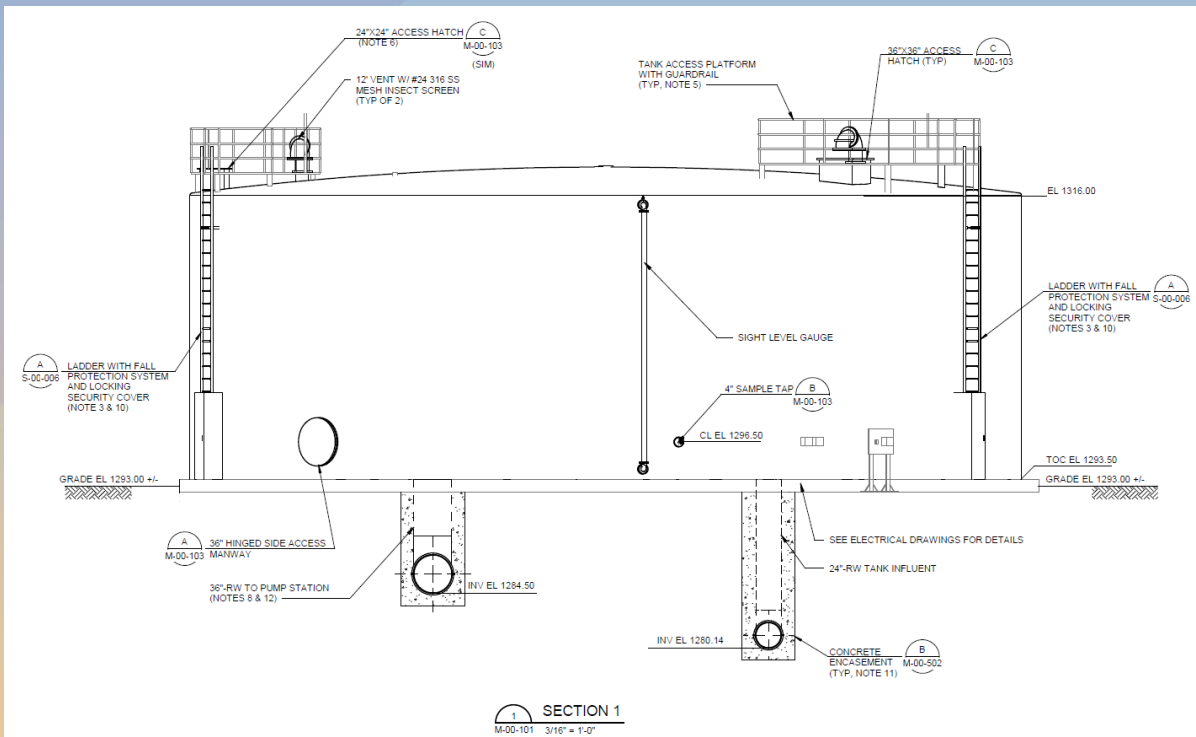 24"X24" ACCESS HATCH
(NOTE 6)
C
M-00-103
(SIM)
12" VENT W/ #24 316 SS
MESH INSECT SCREEN
(TYP OF 2)
TANK ACCESS PLATFORM
WITH GUARDRAIL
(TYP, NOTE 5)
36"X36" ACCESS
HATCH (TYP)
C
M-00-103
EL 1316.00
LADDER WITH FALL
PROTECTION SYSTEM
AND LOCKING
SECURITY COVER
(NOTES 3 & 10)
A
S-00-006
SIGHT LEVEL GAUGE
A
S-00-006
LADDER WITH FALL
PROTECTION SYSTEM
AND LOCKING
SECURITY COVER
(NOTE 3 & 10)
4" SAMPLE TAP
B
M-00-103
CL EL 1296.50
TOC EL 1293.50
GRADE EL 1293.00 +/-
GRADE EL 1293.00 +/-
A
M-00-103
36" HINGED SIDE ACCESS
MANWAY
SEE ELECTRICAL DRAWINGS FOR DETAILS
24"-RW TANK INFLUENT
36"-RW TO PUMP STATION
(NOTES 8 & 12)
INV EL 1284.50
INV EL 1280.14
CONCRETE
ENCASEMENT
(TYP, NOTE 11)
B
M-00-502
1
M-00-101
SECTION 1
3/16" = 1'-0"